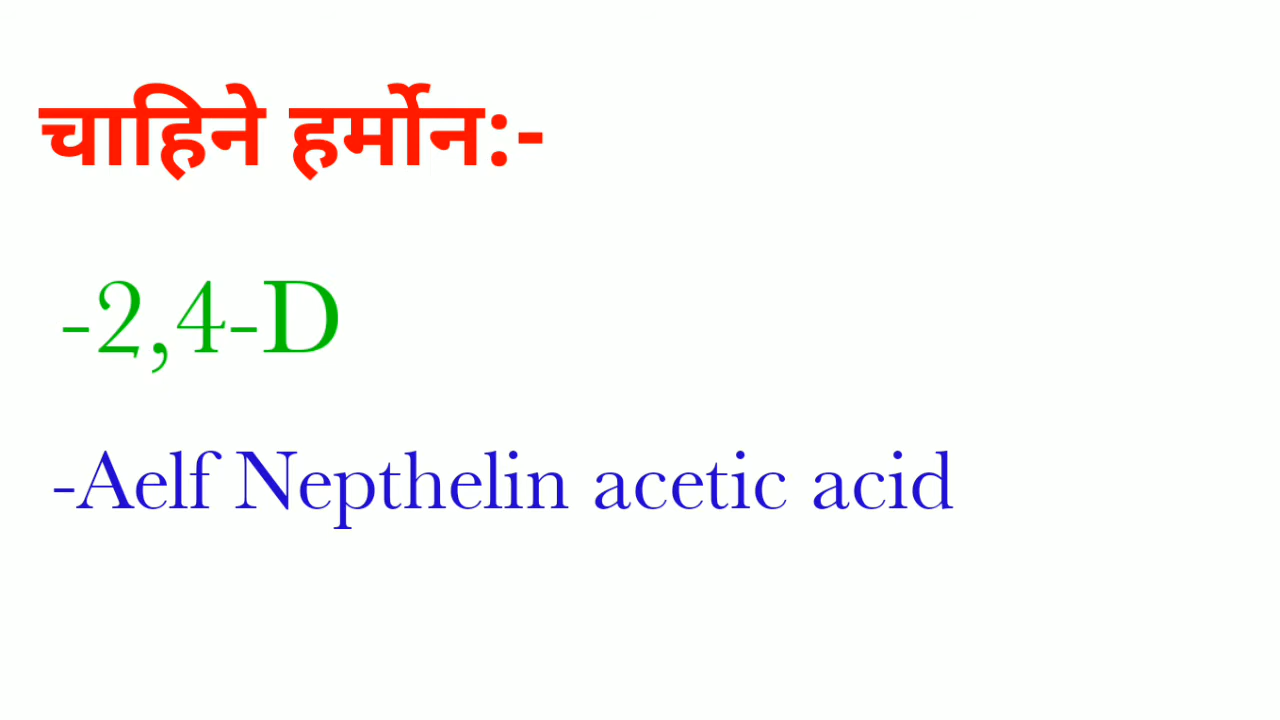 चाहिने हर्मोन:-
-2,4-D
-Aelf Nepthelin acetic acid